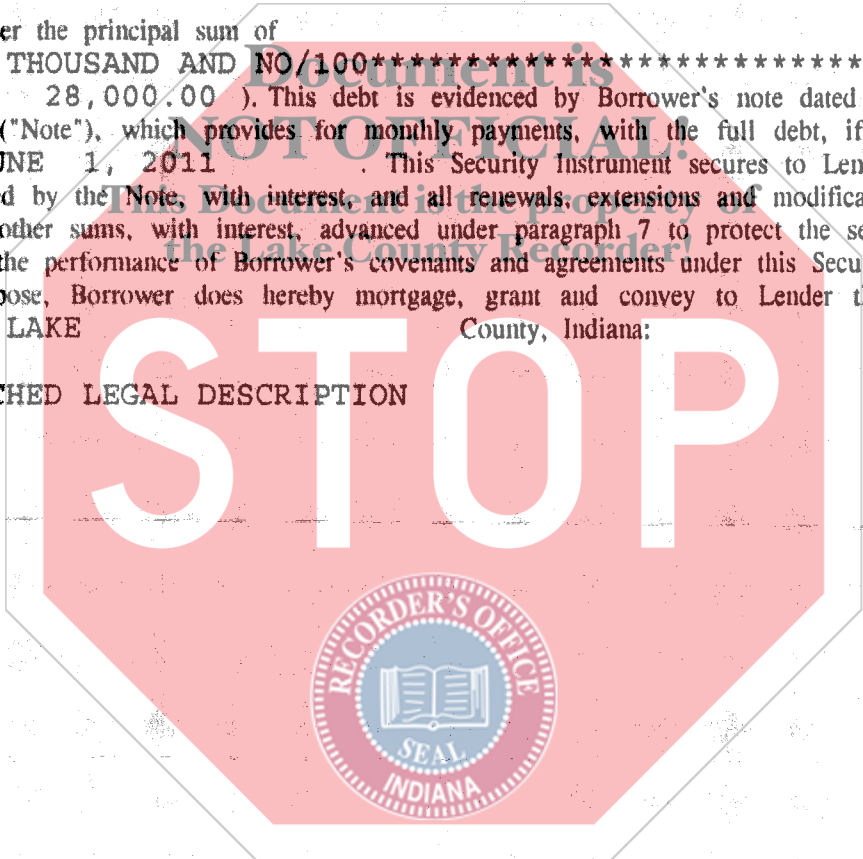 er the principal sum of
THOUSAND AND NO/100********************************
28,000.00 ). This debt is evidenced by Borrower's note dated
("Note"), which provides for monthly payments, with the full debt, if
UNE 1, 2011 . This Security Instrument secures to Len
d by the Note, with interest, and all renewals, extensions and modifica
other sums, with interest, advanced under paragraph 7 to protect the se
the performance of Borrower's covenants and agreements under this Secu
pose, Borrower does hereby mortgage, grant and convey to Lender t
LAKE County, Indiana:
CHED LEGAL DESCRIPTION
Document is
NOT OFFICIAL!
This Document is the property of
the Lake County Recorder!
STOP
RECORDER'S OFFICE
SEAL
INDIANA